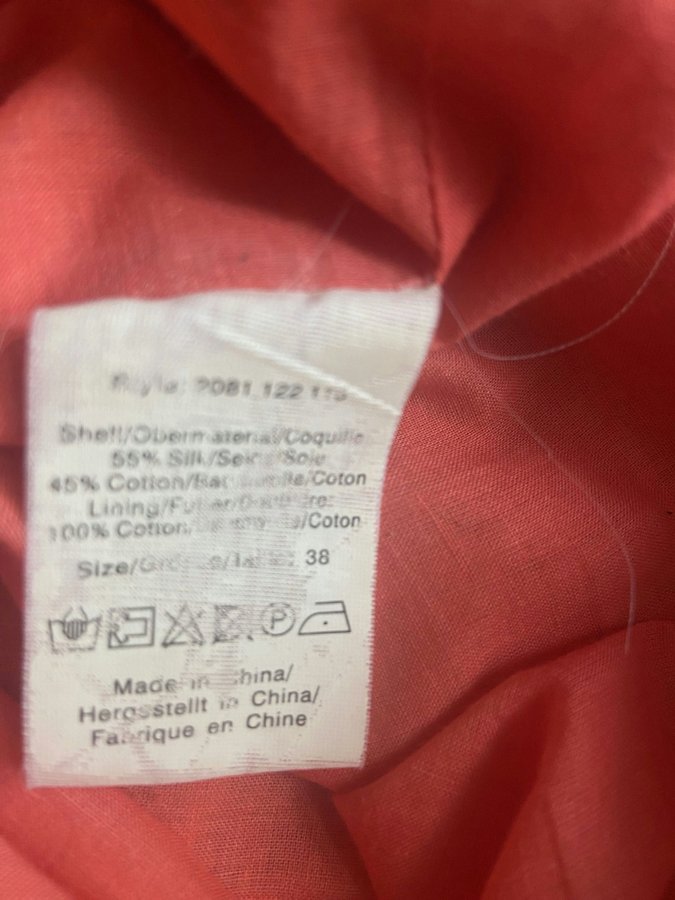 122
Shell/Obermaterial/Coquille
55% Silk/Seide/Soie
45% Cotton/ /Coton
Lining/
100% Cotton/ /Coton
Size/ 38
P
Made in China/
Hergestellt in China/
Fabrique en Chine